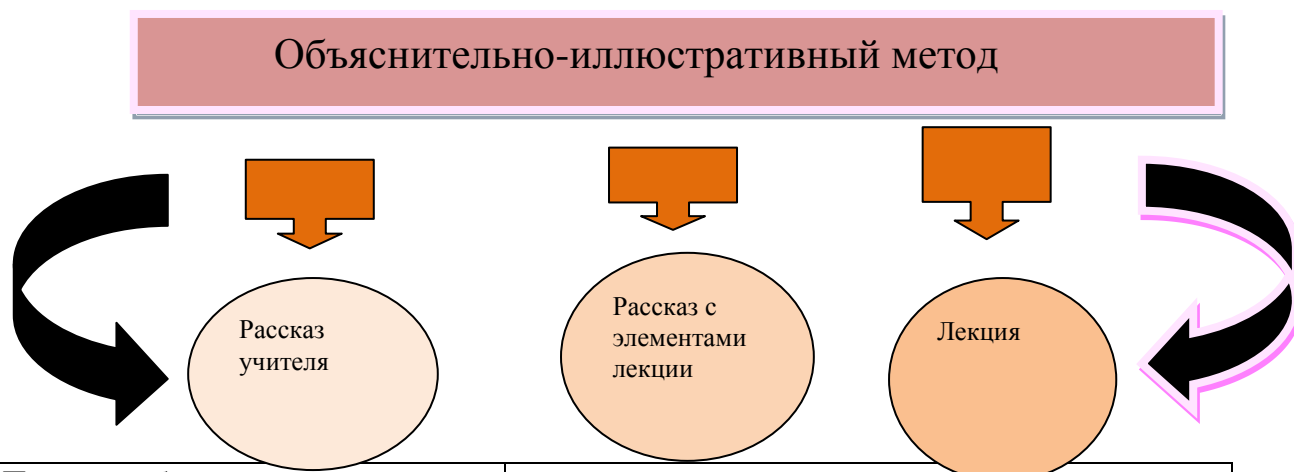 Объяснительно-иллюстративный метод
Рассказ
учителя
Рассказ с
элементами
лекции
Лекция